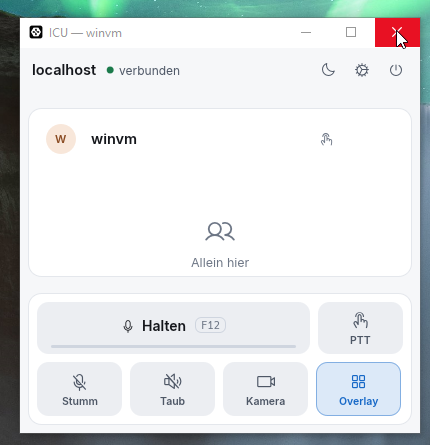 ICU — winvm
localhost
verbunden
W
winvm
Allein hier
Halten F12
PTT
Stumm
Taub
Kamera
Overlay